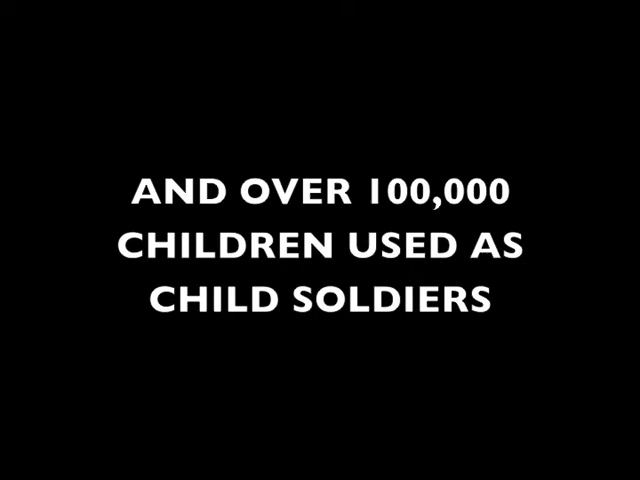 AND OVER 100,000
CHILDREN USED AS
CHILD SOLDIERS